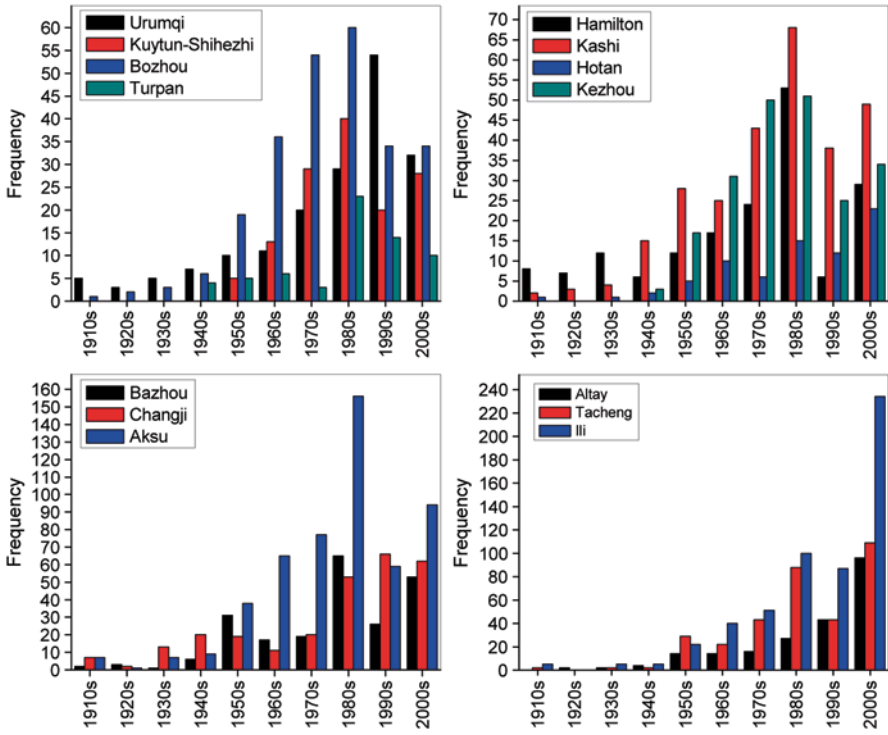 Urumqi
Kuytun-Shihezhi
Bozhou
Turpan
Frequency
60
55
50
45
40
35
30
25
20
15
10
5
0
1910s 1920s 1930s 1940s 1950s 1960s 1970s 1980s 1990s 2000s
Hamilton
Kashi
Hotan
Kezhou
Frequency
70
65
60
55
50
45
40
35
30
25
20
15
10
5
0
1910s 1920s 1930s 1940s 1950s 1960s 1970s 1980s 1990s 2000s
Bazhou
Changji
Aksu
Frequency
160
150
140
130
120
110
100
90
80
70
60
50
40
30
20
10
0
1910s 1920s 1930s 1940s 1950s 1960s 1970s 1980s 1990s 2000s
Altay
Tacheng
Ili
Frequency
240
220
200
180
160
140
120
100
80
60
40
20
0
1910s 1920s 1930s 1940s 1950s 1960s 1970s 1980s 1990s 2000s